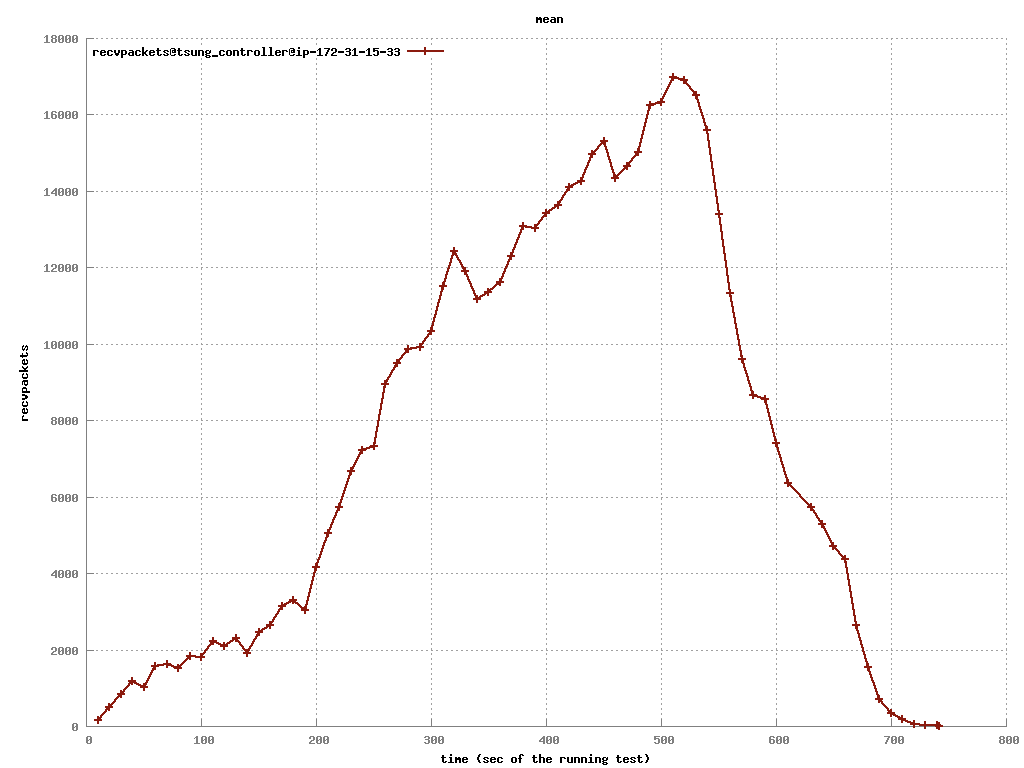 mean
18000
recvpackets@tsung_controller@ip-172-31-15-33
16000
14000
12000
10000
recvpackets
8000
6000
4000
2000
0
0 100 200 300 400 500 600 700 800
time (sec of the running test)